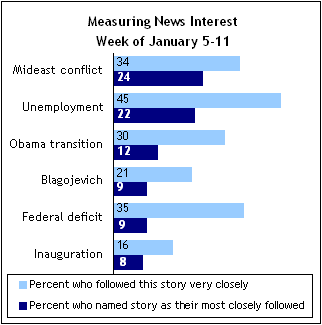 Measuring News Interest
Week of January 5-11
Mideast conflict
34
24
Unemployment
45
22
Obama transition
30
12
Blagojevich
21
9
Federal deficit
35
9
Inauguration
16
8
Percent who followed this story very closely
Percent who named story as their most closely followed